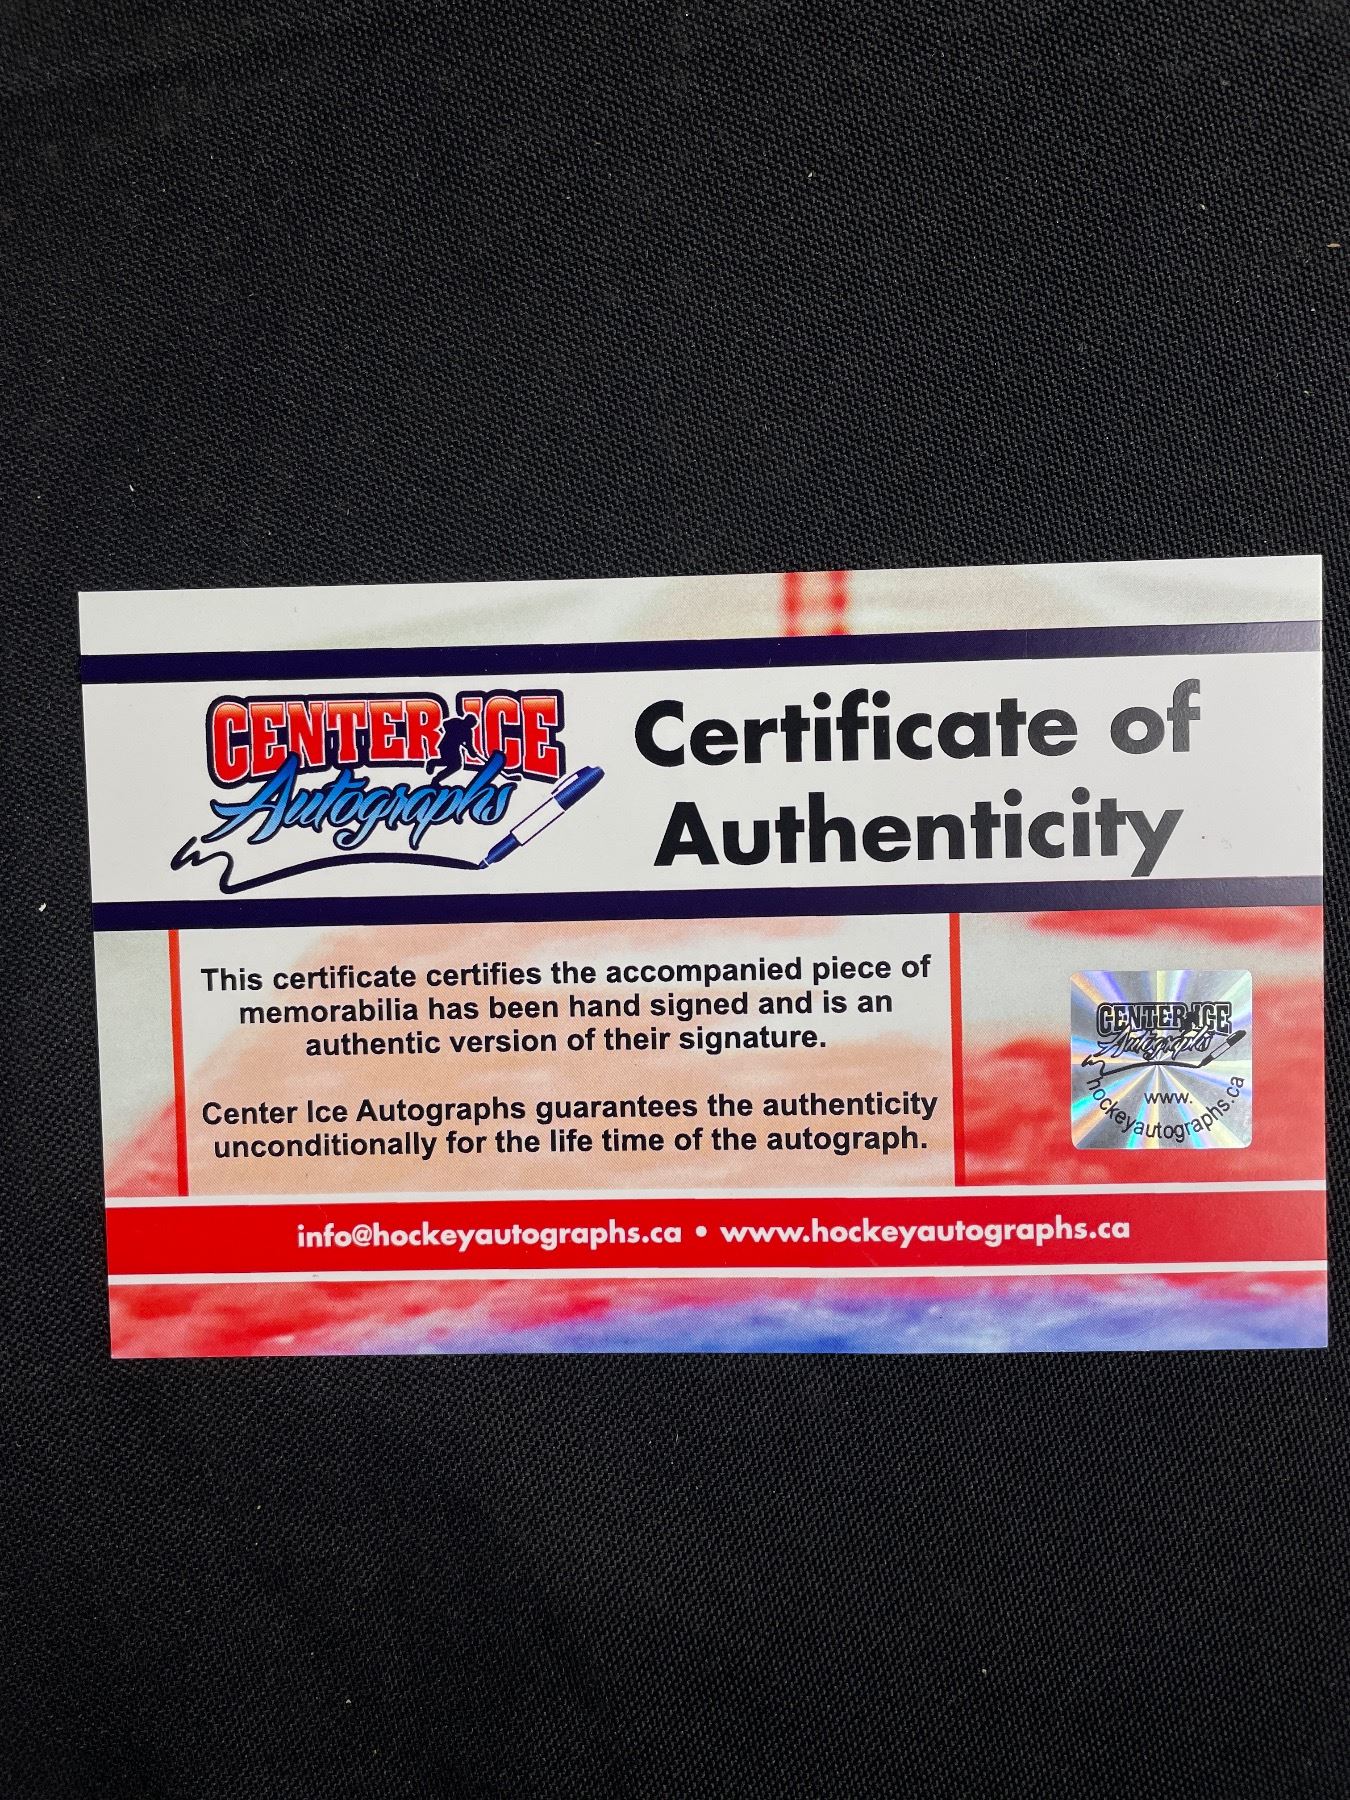 CENTER ICE
Autographs
Certificate of
Authenticity
This certificate certifies the accompanied piece of
memorabilia has been hand signed and is an
authentic version of their signature.
Center Ice Autographs guarantees the authenticity
unconditionally for the life time of the autograph.
CENTER ICE
Autographs
www.
hockeyautographs.ca
info@hockeyautographs.ca • www.hockeyautographs.ca